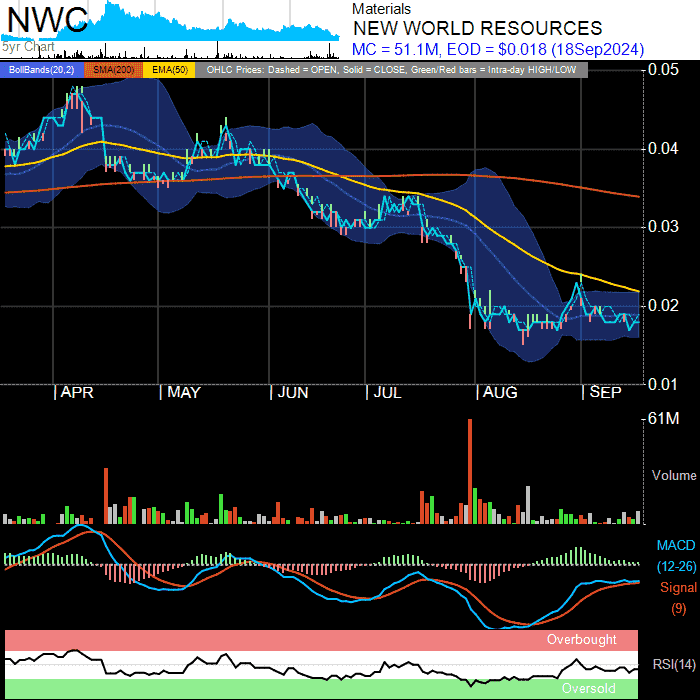 NWC
5yr Chart
Materials
NEW WORLD RESOURCES
MC = 51.1M, EOD = $0.018 (18Sep2024)
BollBands(20,2) SMA(200) EMA(50) OHLC Prices: Dashed = OPEN, Solid = CLOSE, Green/Red bars = Intra-day HIGH/LOW
0.05
0.04
0.03
0.02
0.01
APR MAY JUN JUL AUG SEP
61M
Volume
MACD
(12-26)
Signal
(9)
Overbought
RSI(14)
Oversold